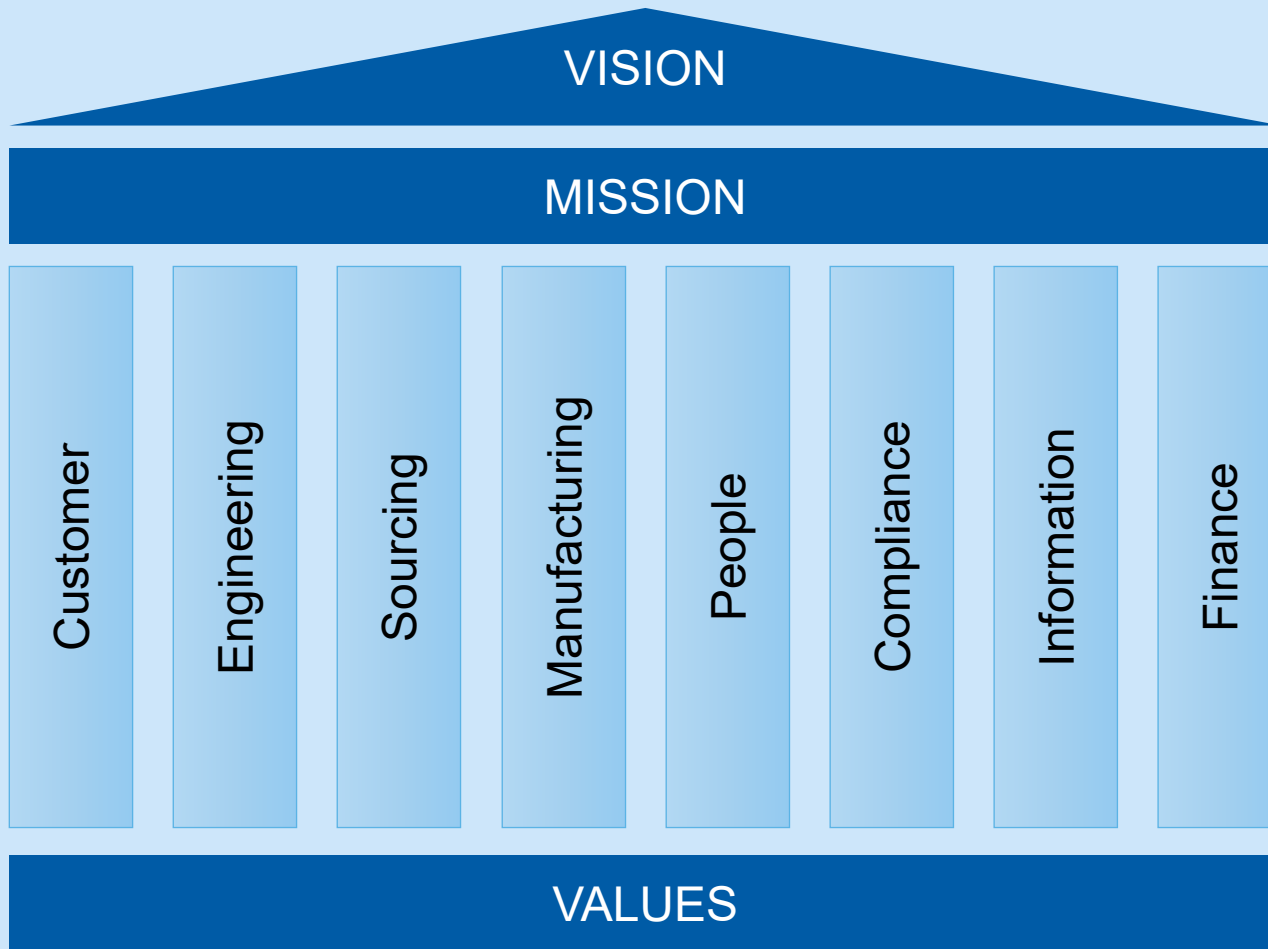 VISION
MISSION
Customer
Engineering
Sourcing
Manufacturing
People
Compliance
Information
Finance
VALUES